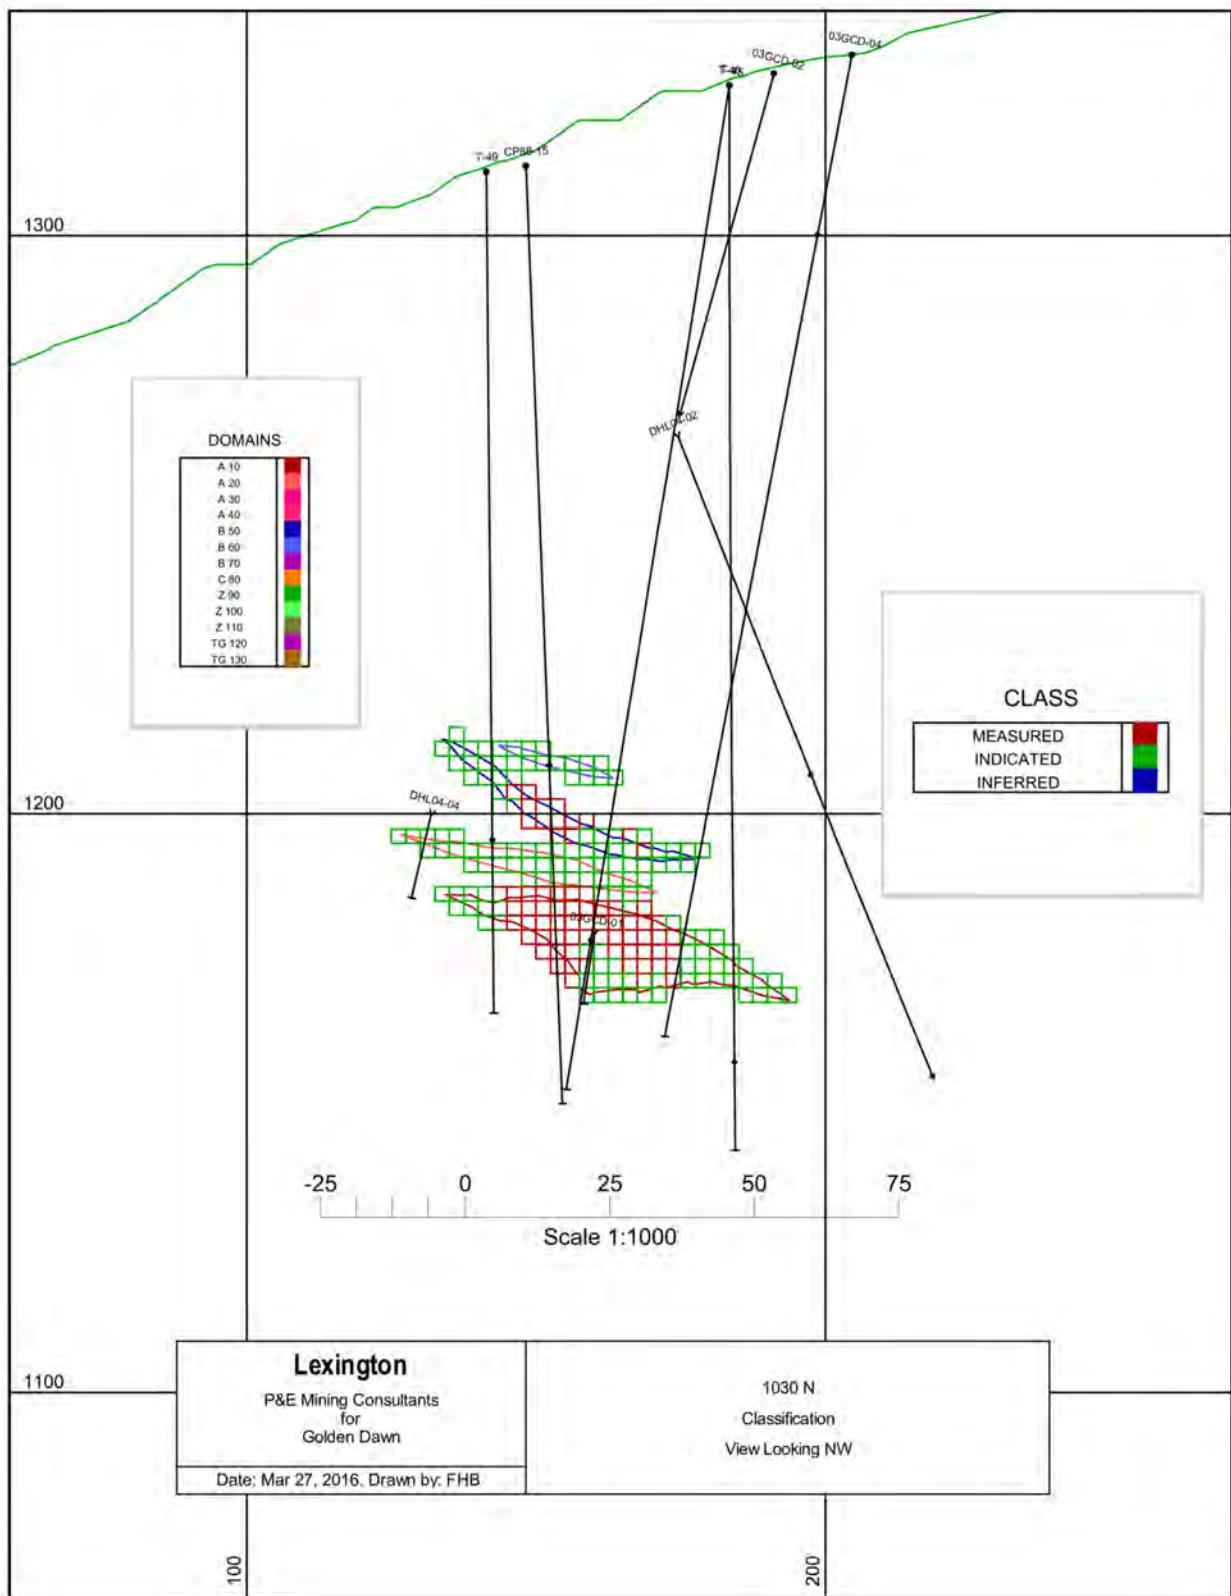 03GCD-04
03GCD-02
CP88-15
T-49
1300
DHL04-02
DOMAINS
A 10
A 20
A 30
A 40
B 50
B 60
B 70
C 80
Z 90
Z 100
Z 110
TG 120
TG 130
CLASS
MEASURED
INDICATED
INFERRED
1200
DHL04-04
03GCD-01
-25 0 25 50 75
Scale 1:1000
1100
Lexington
P&E Mining Consultants
for
Golden Dawn
Date: Mar 27, 2016. Drawn by: FHB
1030 N
Classification
View Looking NW
100
200